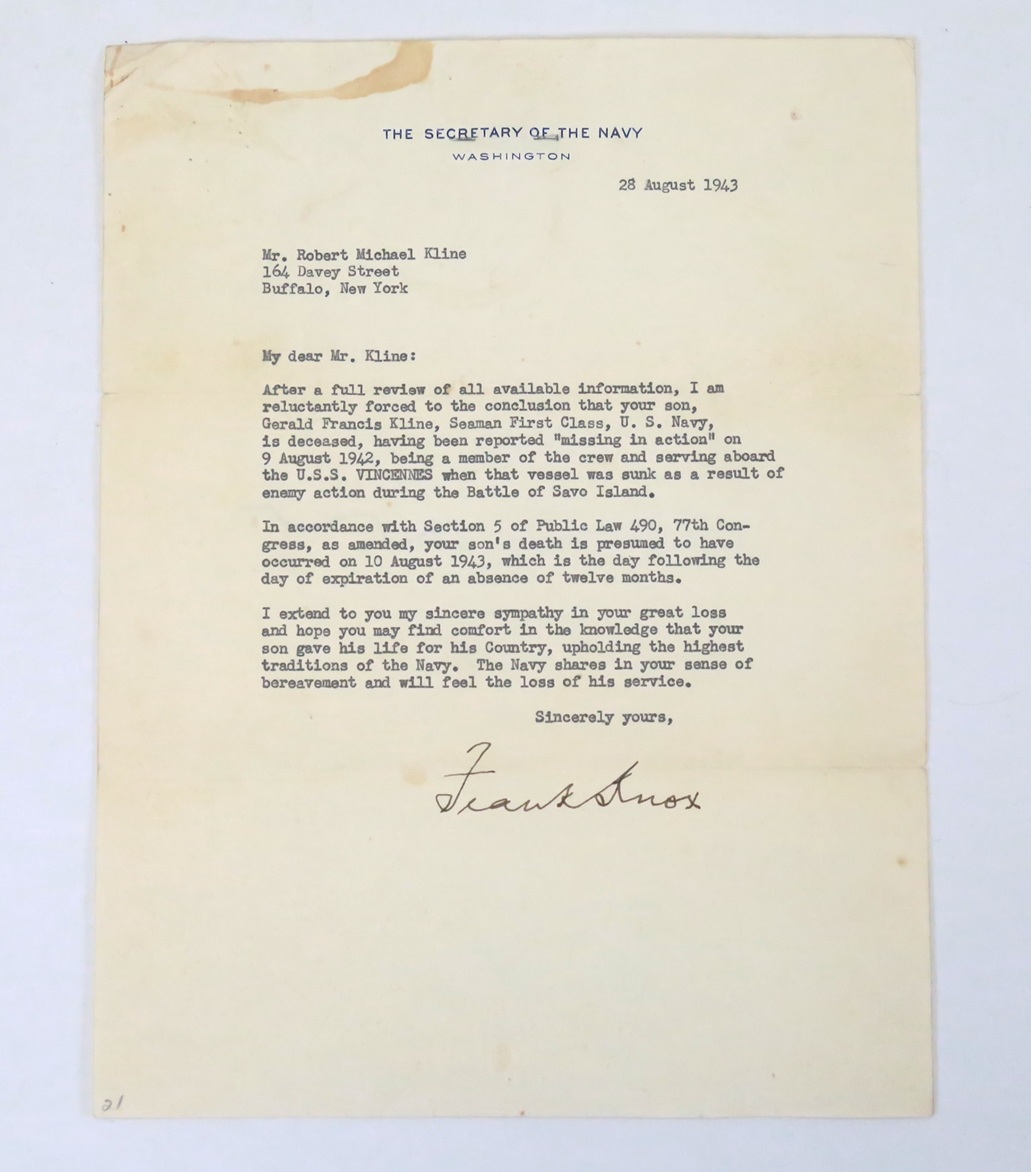 THE SECRETARY OF THE NAVY
WASHINGTON
28 August 1943
Mr. Robert Michael Kline
164 Davey Street
Buffalo, New York
My dear Mr. Kline:
After a full review of all available information, I am
reluctantly forced to the conclusion that your son,
Gerald Francis Kline, Seaman First Class, U. S. Navy,
is deceased, having been reported "missing in action" on
9 August 1942, being a member of the crew and serving aboard
the U.S.S. VINCENNES when that vessel was sunk as a result of
enemy action during the Battle of Savo Island.
In accordance with Section 5 of Public Law 490, 77th Con-
gress, as amended, your son's death is presumed to have
occurred on 10 August 1943, which is the day following the
day of expiration of an absence of twelve months.
I extend to you my sincere sympathy in your great loss
and hope you may find comfort in the knowledge that your
son gave his life for his Country, upholding the highest
traditions of the Navy.  The Navy shares in your sense of
bereavement and will feel the loss of his service.
Sincerely yours,
Frank Knox
21